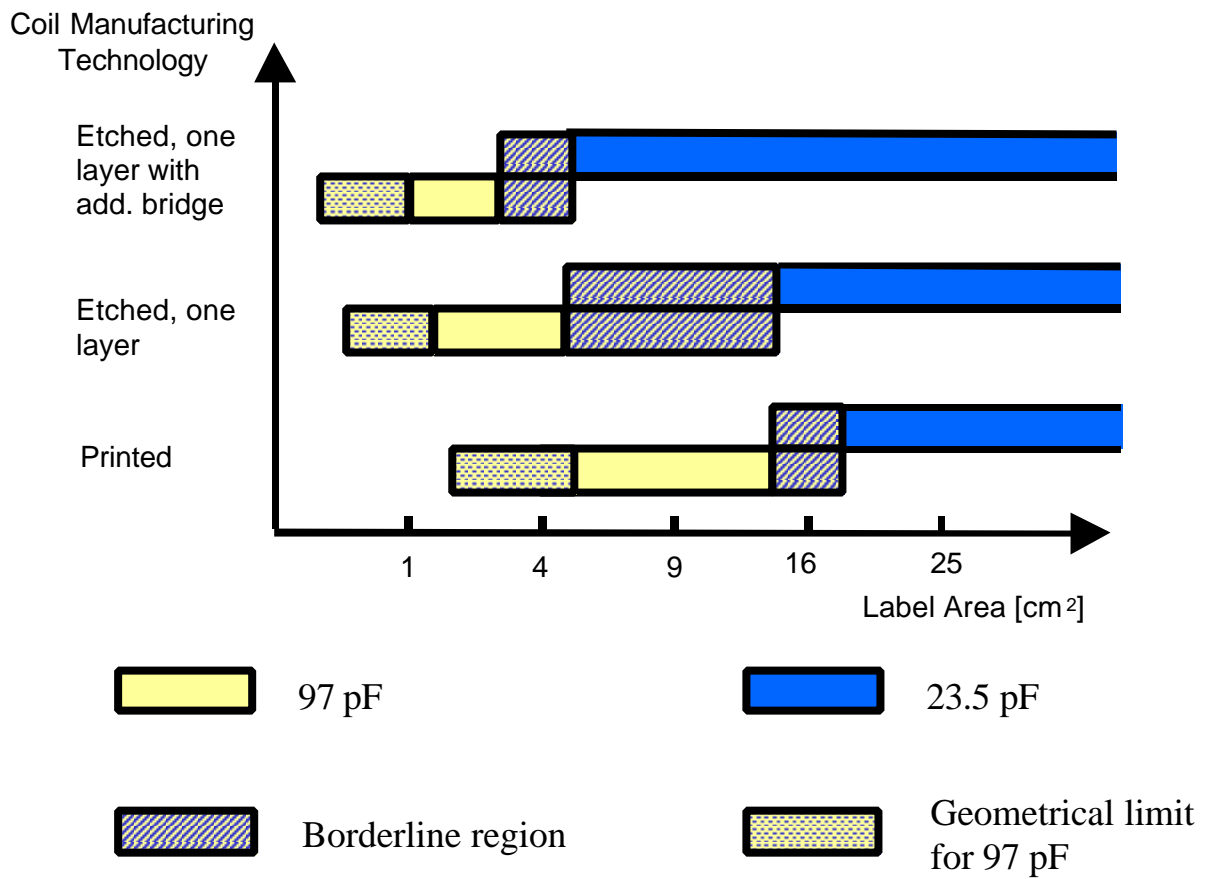 Coil Manufacturing
Technology
Etched, one
layer with
add. bridge
Etched, one
layer
Printed
1 4 9 16 25
Label Area [cm2]
97 pF
23.5 pF
Borderline region
Geometrical limit
for 97 pF